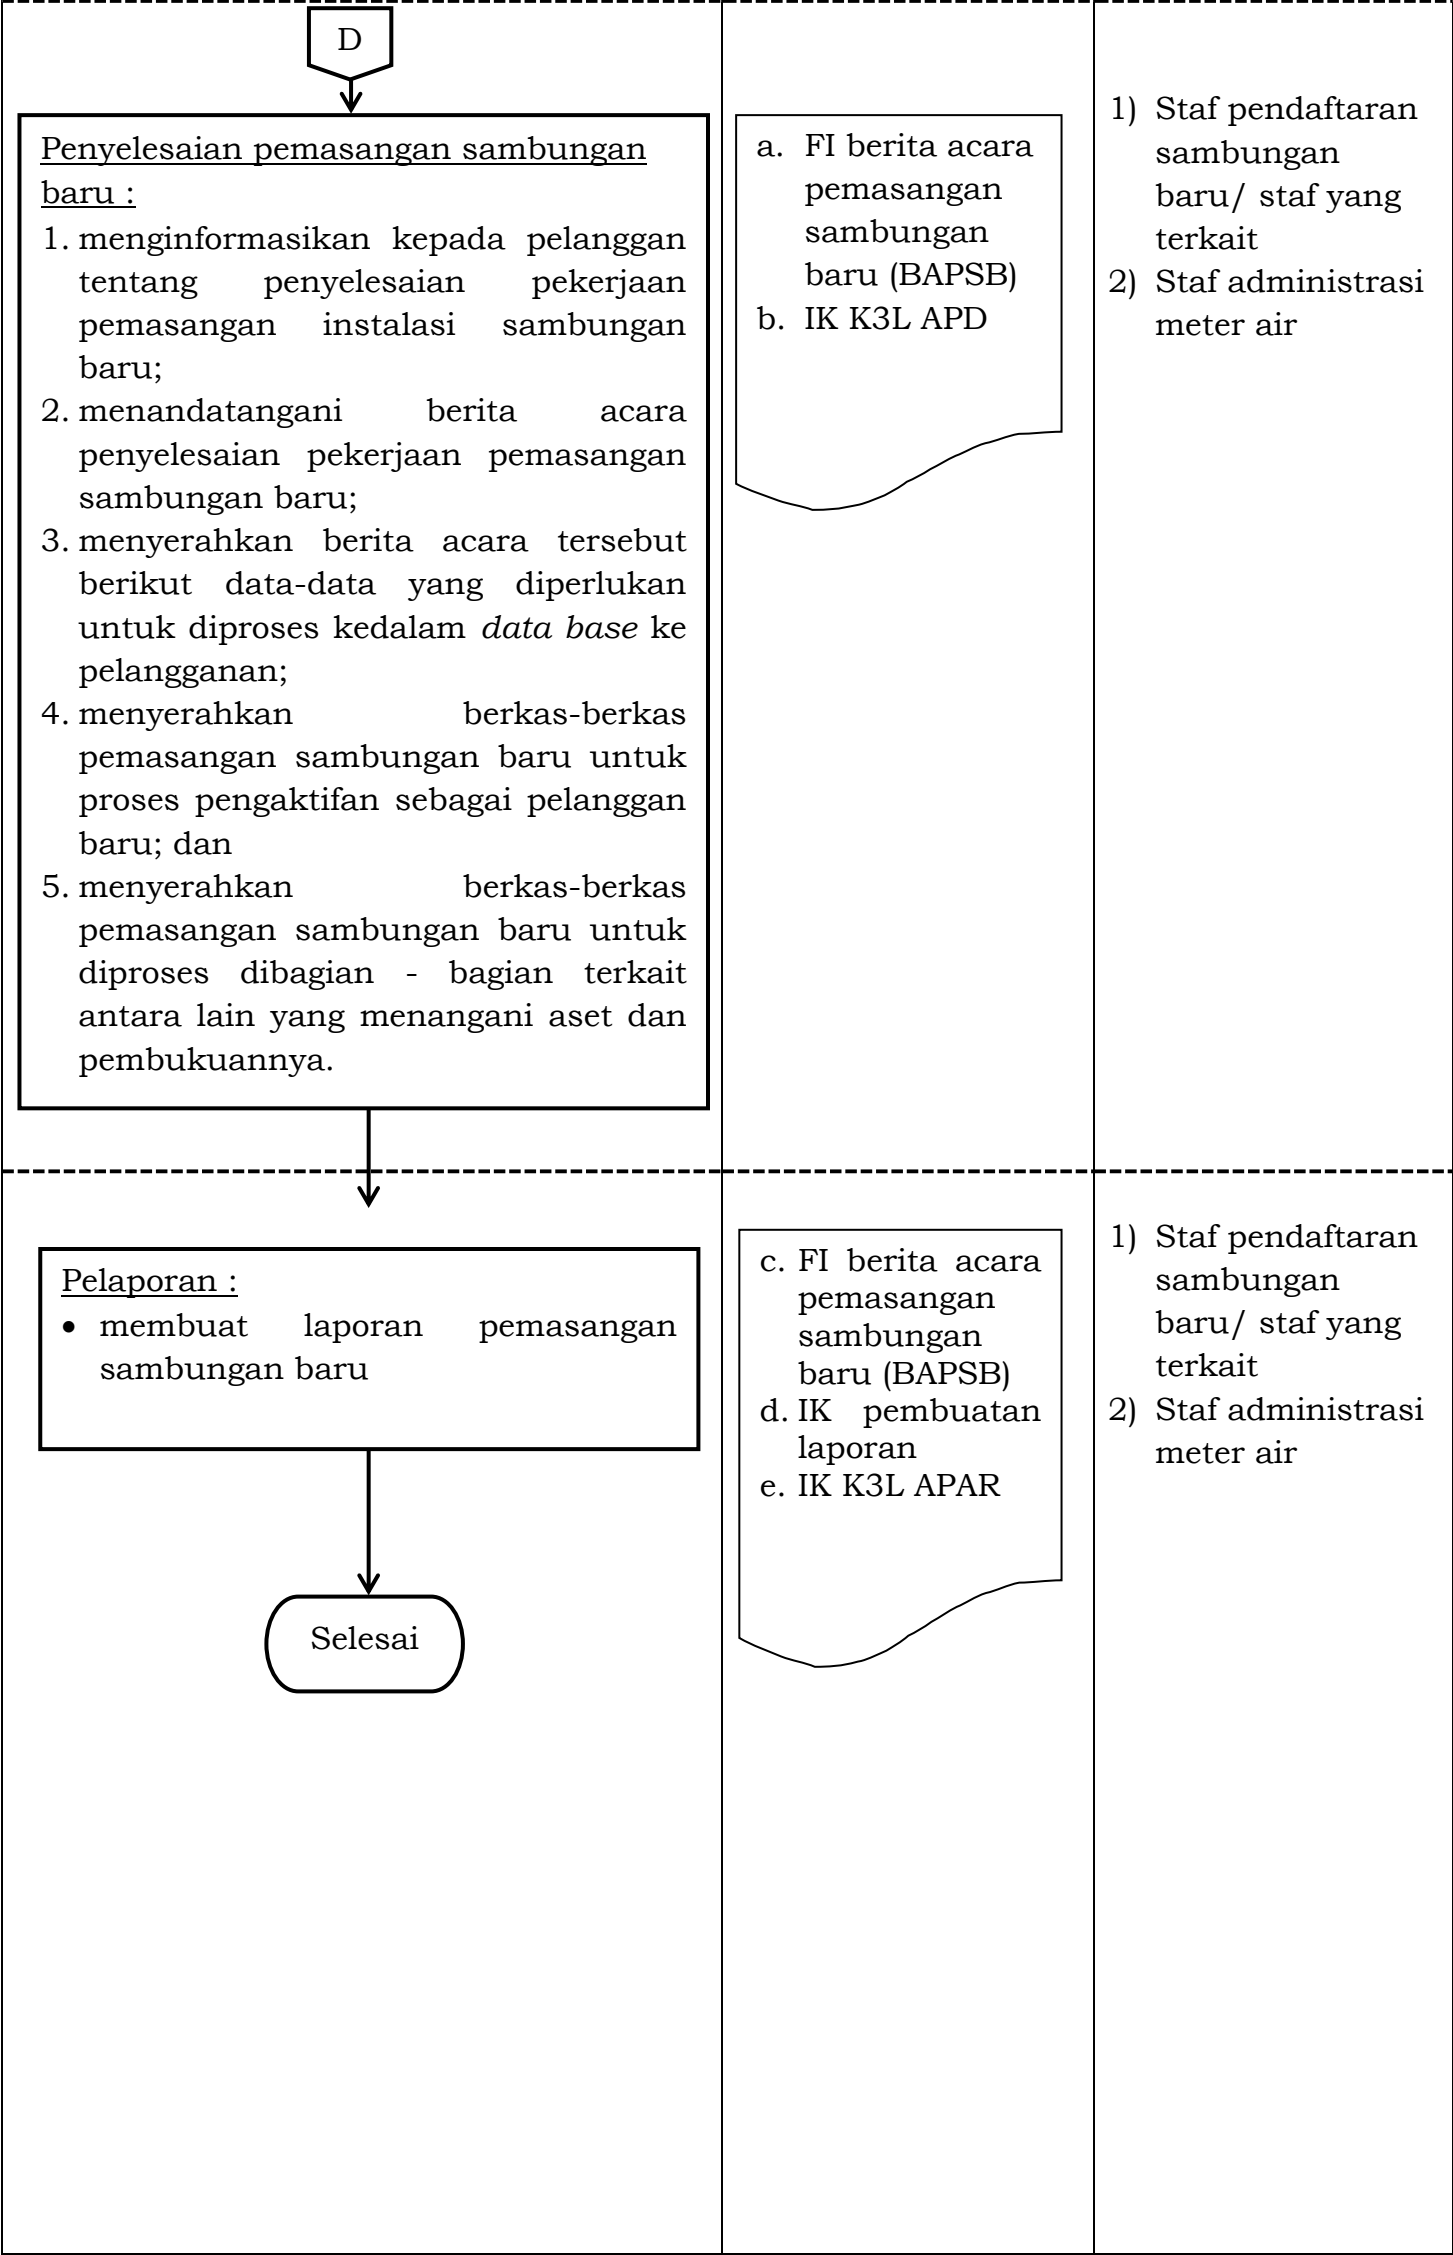 D
Penyelesaian pemasangan sambungan
baru :
1. menginformasikan kepada pelanggan
tentang penyelesaian pekerjaan
pemasangan instalasi sambungan
baru;
2. menandatangani berita acara
penyelesaian pekerjaan pemasangan
sambungan baru;
3. menyerahkan berita acara tersebut
berikut data-data yang diperlukan
untuk diproses kedalam data base ke
pelangganan;
4. menyerahkan berkas-berkas
pemasangan sambungan baru untuk
proses pengaktifan sebagai pelanggan
baru; dan
5. menyerahkan berkas-berkas
pemasangan sambungan baru untuk
diproses dibagian - bagian terkait
antara lain yang menangani aset dan
pembukuannya.
a. FI berita acara
pemasangan
sambungan
baru (BAPSB)
b. IK K3L APD
1) Staf pendaftaran
sambungan
baru/ staf yang
terkait
2) Staf administrasi
meter air
Pelaporan :
• membuat laporan pemasangan
sambungan baru
Selesai
c. FI berita acara
pemasangan
sambungan
baru (BAPSB)
d. IK pembuatan
laporan
e. IK K3L APAR
1) Staf pendaftaran
sambungan
baru/ staf yang
terkait
2) Staf administrasi
meter air